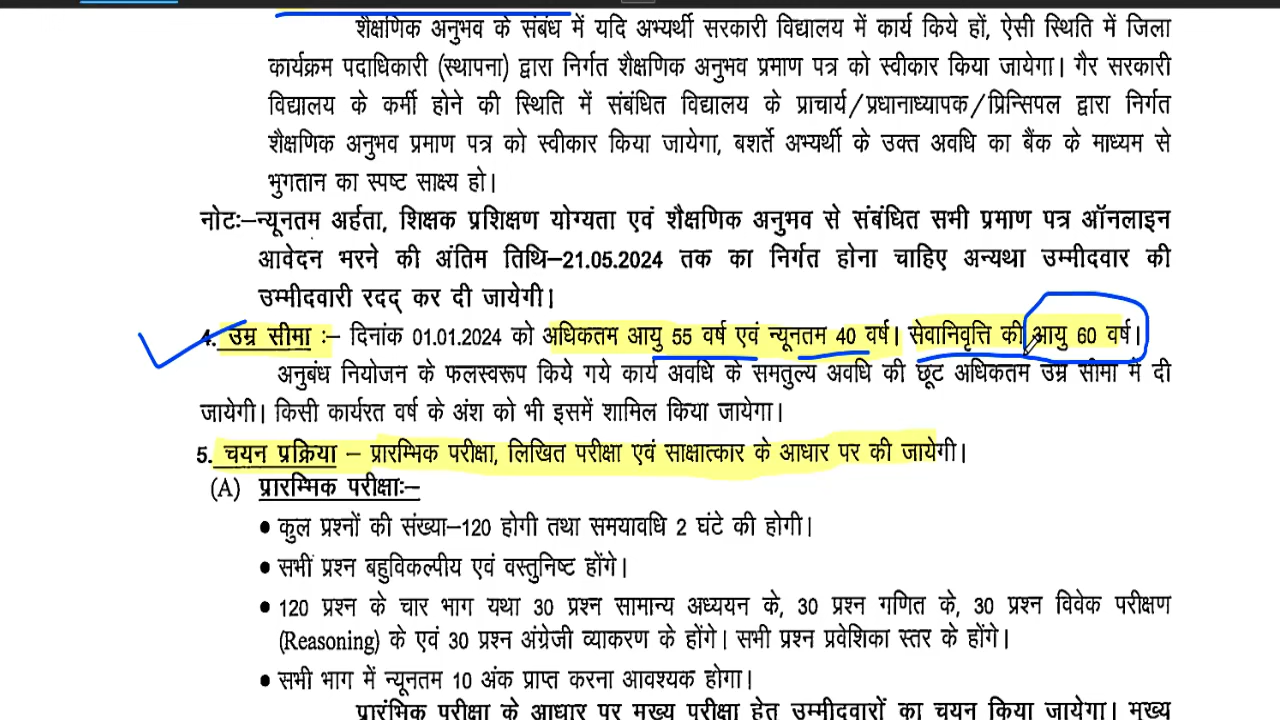 शैक्षणिक अनुभव के संबंध में यदि अभ्यर्थी सरकारी विद्यालय में कार्य किये हों, ऐसी स्थिति में जिला
कार्यक्रम पदाधिकारी (स्थापना) द्वारा निर्गत शैक्षणिक अनुभव प्रमाण पत्र को स्वीकार किया जायेगा। गैर सरकारी
विद्यालय के कर्मी होने की स्थिति में संबंधित विद्यालय के प्राचार्य/प्रधानाध्यापक/प्रिन्सिपल द्वारा निर्गत
शैक्षणिक अनुभव प्रमाण पत्र को स्वीकार किया जायेगा, बशर्ते अभ्यर्थी के उक्त अवधि का बैंक के माध्यम से
भुगतान का स्पष्ट साक्ष्य हो।
नोटः–न्यूनतम अर्हता, शिक्षक प्रशिक्षण योग्यता एवं शैक्षणिक अनुभव से संबंधित सभी प्रमाण पत्र ऑनलाइन
आवेदन भरने की अंतिम तिथि–21.05.2024 तक का निर्गत होना चाहिए अन्यथा उम्मीदवार की
उम्मीदवारी रदद् कर दी जायेगी।
4. उम्र सीमा :– दिनांक 01.01.2024 को अधिकतम आयु 55 वर्ष एवं न्यूनतम 40 वर्ष। सेवानिवृत्ति की आयु 60 वर्ष।
अनुबंध नियोजन के फलस्वरूप किये गये कार्य अवधि के समतुल्य अवधि की छूट अधिकतम उम्र सीमा में दी
जायेगी। किसी कार्यरत वर्ष के अंश को भी इसमें शामिल किया जायेगा।
5. चयन प्रक्रिया – प्रारम्भिक परीक्षा, लिखित परीक्षा एवं साक्षात्कार के आधार पर की जायेगी।
(A) प्रारम्भिक परीक्षाः–
• कुल प्रश्नों की संख्या–120 होगी तथा समयावधि 2 घंटे की होगी।
• सभी प्रश्न बहुविकल्पीय एवं वस्तुनिष्ट होंगे।
• 120 प्रश्न के चार भाग यथा 30 प्रश्न सामान्य अध्ययन के, 30 प्रश्न गणित के, 30 प्रश्न विवेक परीक्षण
(Reasoning) के एवं 30 प्रश्न अंग्रेजी व्याकरण के होंगे। सभी प्रश्न प्रवेशिका स्तर के होंगे।
• सभी भाग में न्यूनतम 10 अंक प्राप्त करना आवश्यक होगा।
प्रारंभिक परीक्षा के आधार पर मुख्य परीक्षा हेतु उम्मीदवारों का चयन किया जायेगा। मुख्य